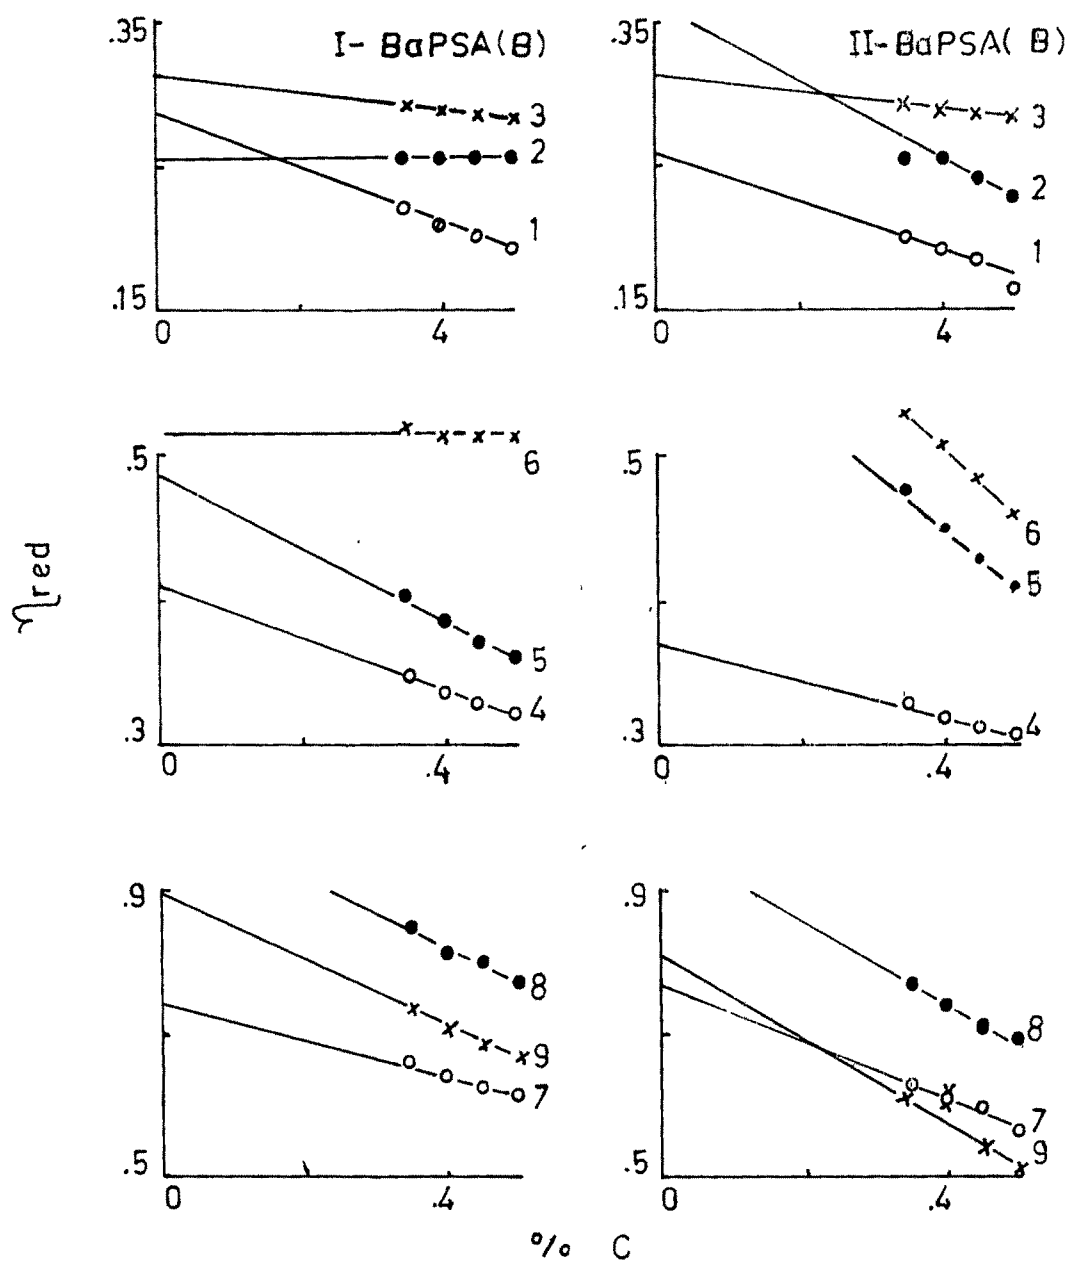 .35 I- BaPSA(B) .35 II-BaPSA( B)
3 3
2 2
1 1
.15 .15
0 4 0 4
.5 6 .5 6
5 5
4 4
.3 .3
0 .4 0 .4
ηred
.9 .9
8 8
9 7
7 9
.5 .5
0 .4 0 .4
% C